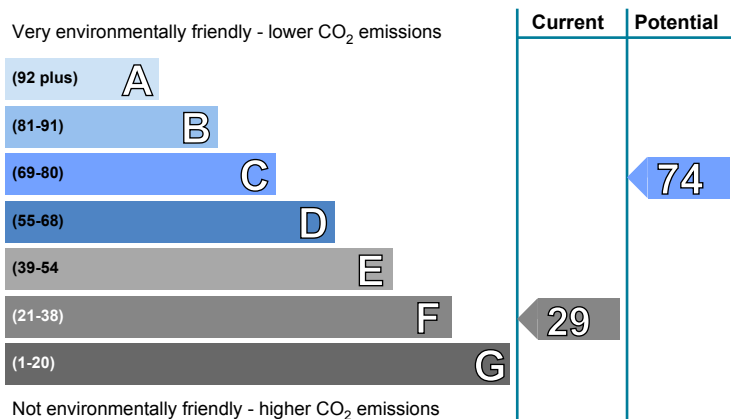 Current Potential
Very environmentally friendly - lower CO2 emissions
(92 plus) A
(81-91) B
(69-80) C 74
(55-68) D
(39-54 E
(21-38) F 29
(1-20) G
Not environmentally friendly - higher CO2 emissions